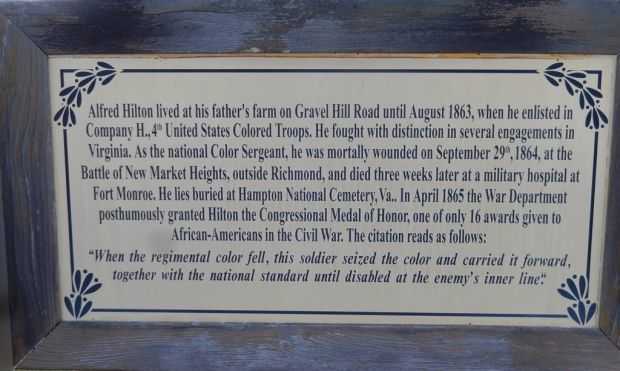 Alfred Hilton lived at his father's farm on Gravel Hill Road until August 1863, when he enlisted in
Company H., 4th United States Colored Troops. He fought with distinction in several engagements in
Virginia. As the national Color Sergeant, he was mortally wounded on September 29th, 1864, at the
Battle of New Market Heights, outside Richmond, and died three weeks later at a military hospital at
Fort Monroe. He lies buried at Hampton National Cemetery, Va.. In April 1865 the War Department
posthumously granted Hilton the Congressional Medal of Honor, one of only 16 awards given to
African-Americans in the Civil War. The citation reads as follows:
"When the regimental color fell, this soldier seized the color and carried it forward,
together with the national standard until disabled at the enemy's inner line."